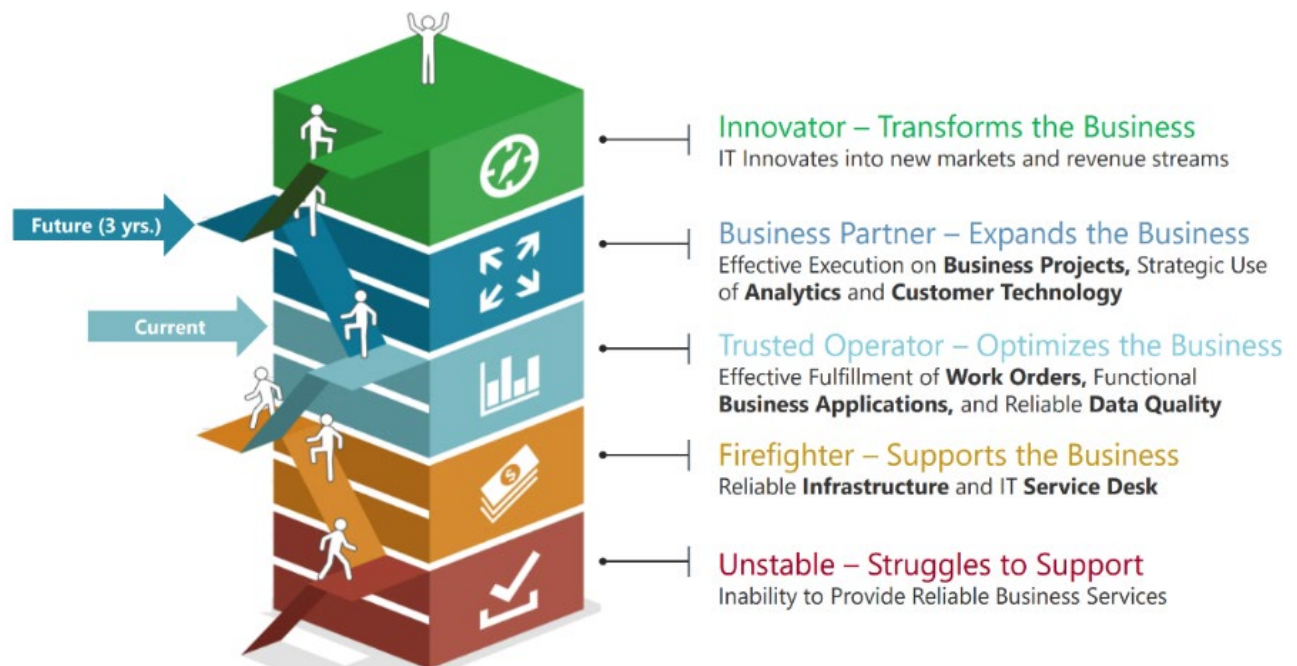 Innovator – Transforms the Business
IT Innovates into new markets and revenue streams
Future (3 yrs.)
Business Partner – Expands the Business
Effective Execution on Business Projects, Strategic Use
of Analytics and Customer Technology
Current
Trusted Operator – Optimizes the Business
Effective Fulfillment of Work Orders, Functional
Business Applications, and Reliable Data Quality
Firefighter – Supports the Business
Reliable Infrastructure and IT Service Desk
$
Unstable – Struggles to Support
Inability to Provide Reliable Business Services